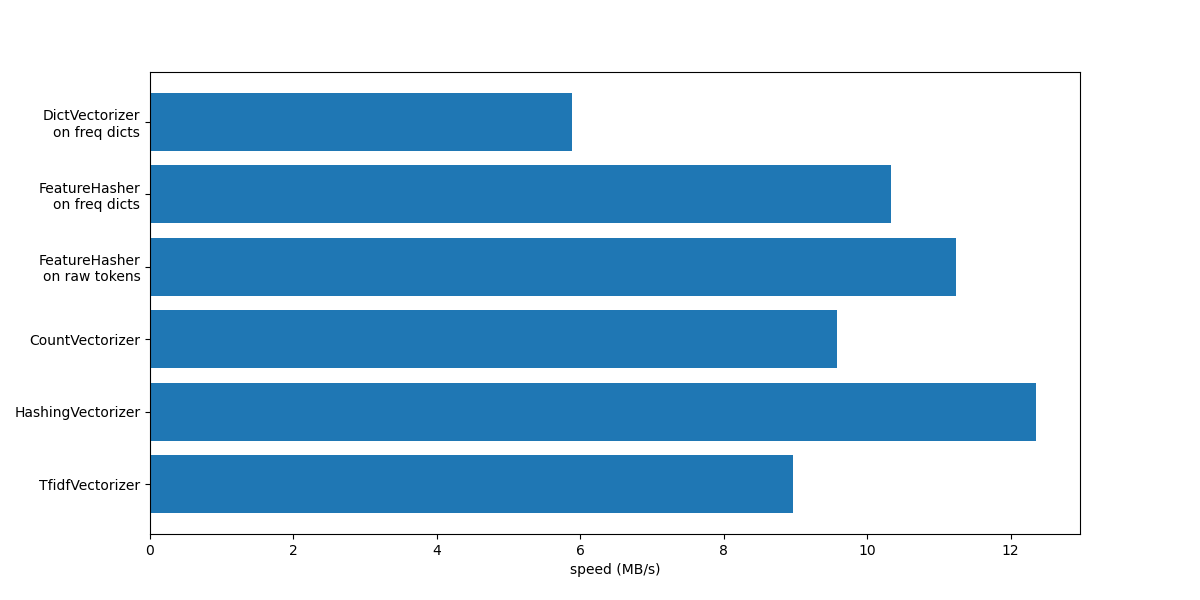 DictVectorizer
on freq dicts
FeatureHasher
on freq dicts
FeatureHasher
on raw tokens
CountVectorizer
HashingVectorizer
TfidfVectorizer
0 2 4 6 8 10 12
speed (MB/s)